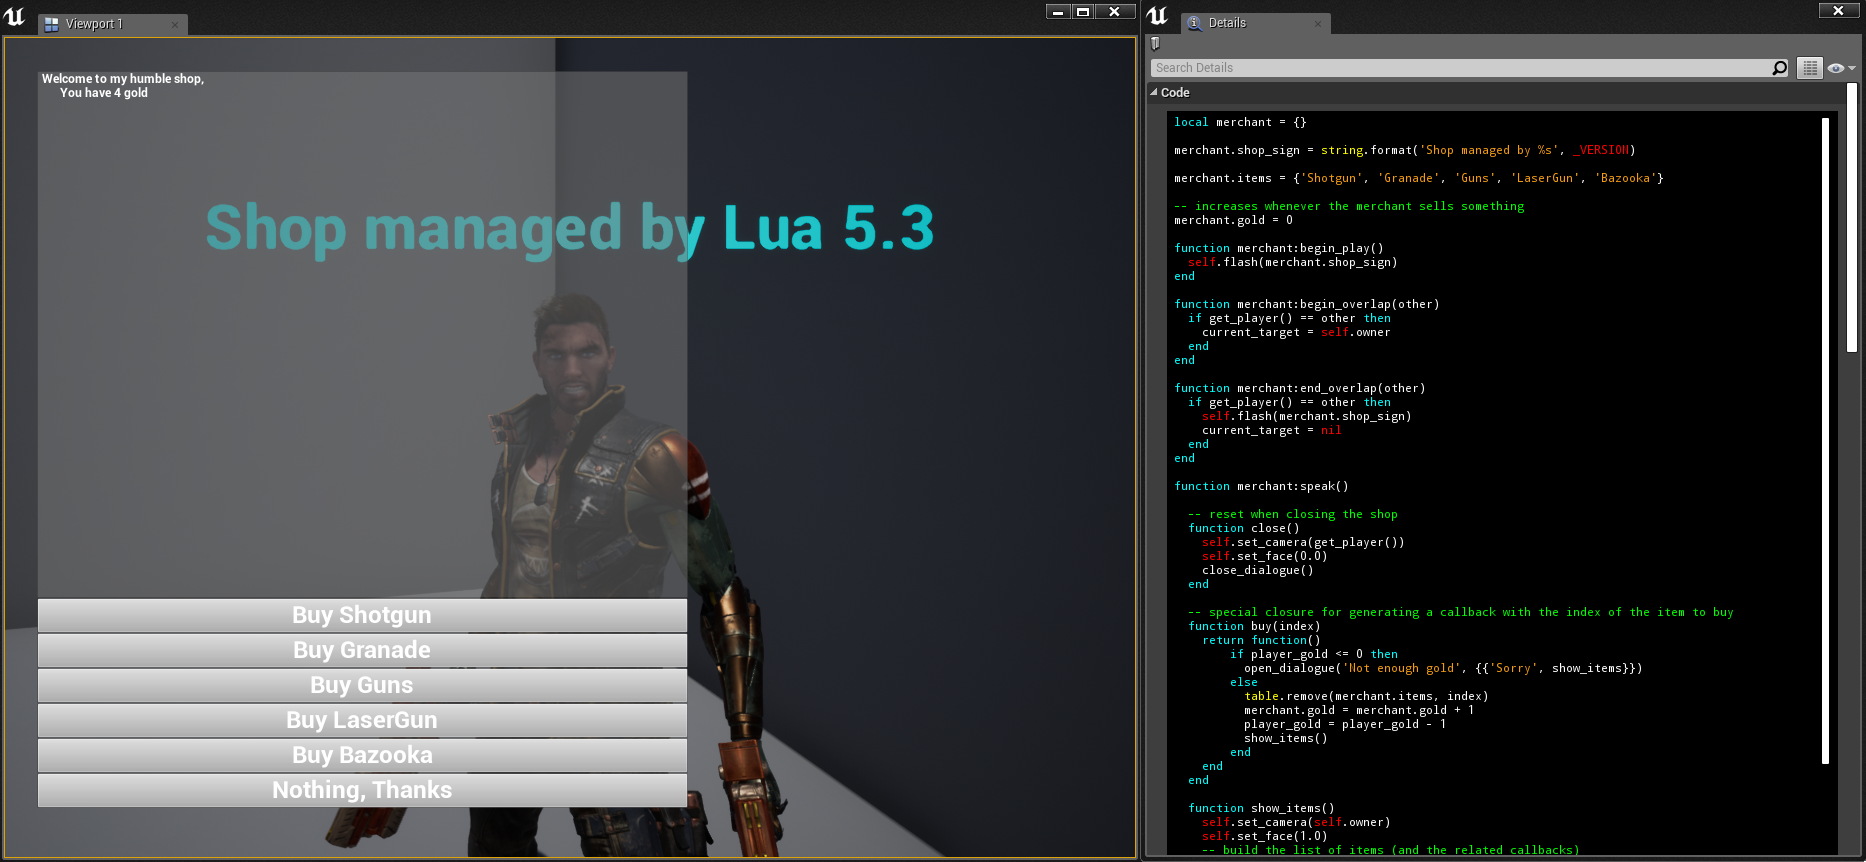 Viewport 1
Welcome to my humble shop,
You have 4 gold
Shop managed by Lua 5.3
Buy Shotgun
Buy Granade
Buy Guns
Buy LaserGun
Buy Bazooka
Nothing, Thanks
Details
Search Details
Code
local merchant = {}
merchant.shop_sign = string.format('Shop managed by %s', _VERSION)
merchant.items = {'Shotgun', 'Granade', 'Guns', 'LaserGun', 'Bazooka'}
-- increases whenever the merchant sells something
merchant.gold = 0
function merchant:begin_play()
self.flash(merchant.shop_sign)
end
function merchant:begin_overlap(other)
if get_player() == other then
current_target = self.owner
end
end
function merchant:end_overlap(other)
if get_player() == other then
self.flash(merchant.shop_sign)
current_target = nil
end
end
function merchant:speak()
-- reset when closing the shop
function close()
self.set_camera(get_player())
self.set_face(0.0)
close_dialogue()
end
-- special closure for generating a callback with the index of the item to buy
function buy(index)
return function()
if player_gold <= 0 then
open_dialogue('Not enough gold', {{'Sorry', show_items}})
else
table.remove(merchant.items, index)
merchant.gold = merchant.gold + 1
player_gold = player_gold - 1
show_items()
end
end
end
function show_items()
self.set_camera(self.owner)
self.set_face(1.0)
-- build the list of items (and the related callbacks)